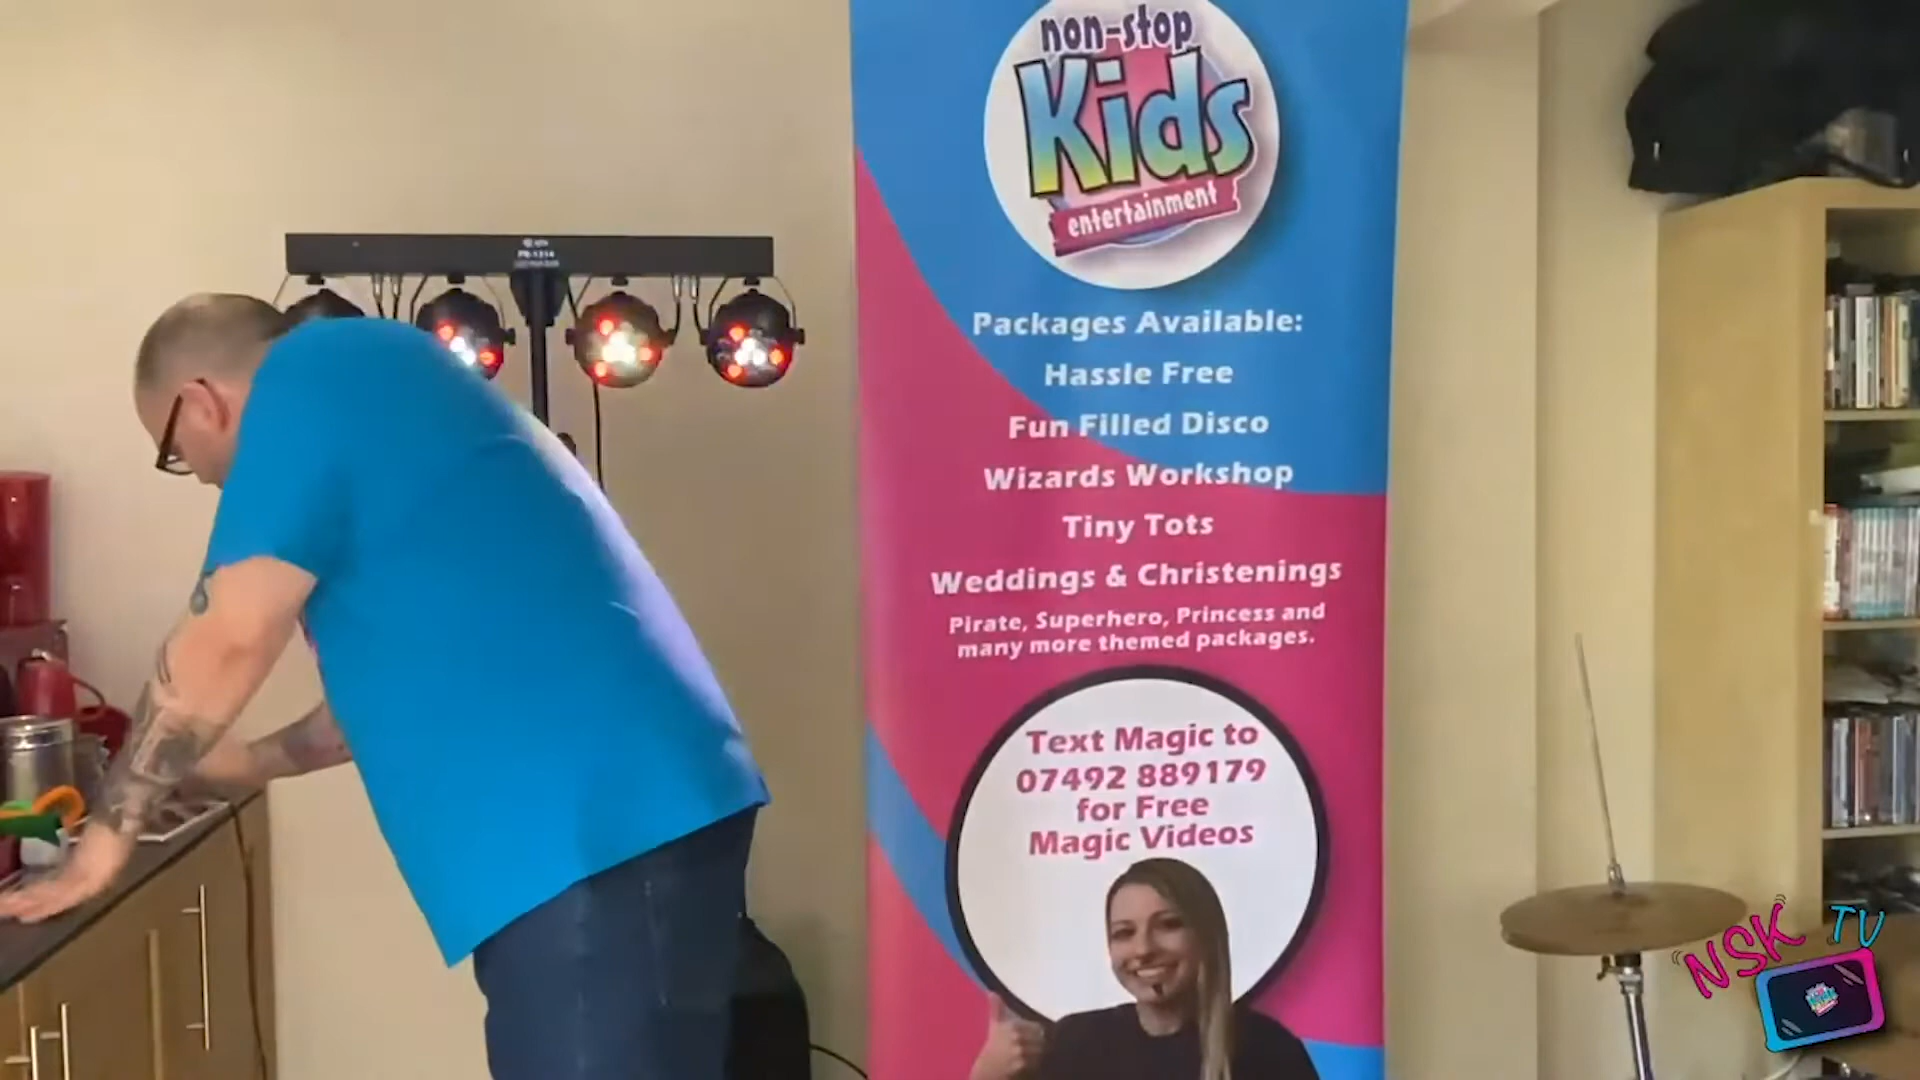 non-stop
Kids
entertainment
Packages Available:
Hassle Free
Fun Filled Disco
Wizards Workshop
Tiny Tots
Weddings & Christenings
Pirate, Superhero, Princess and
many more themed packages.
Text Magic to
07492 889179
for Free
Magic Videos
NSK TV